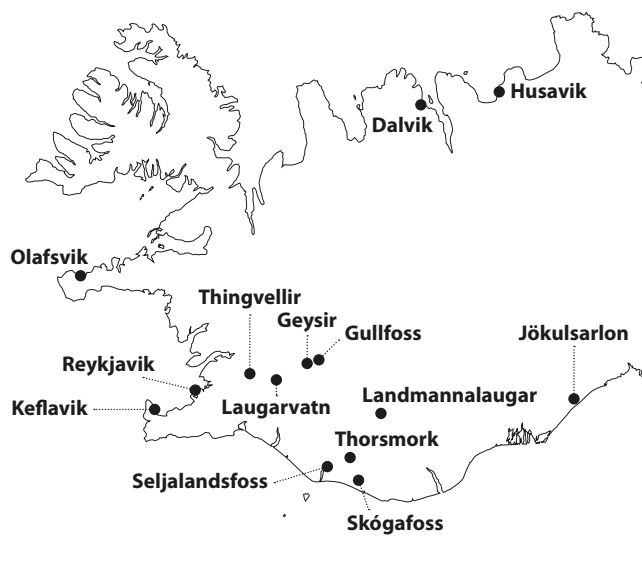 Husavik
Dalvik
Olafsvik
Thingvellir
Geysir
Gullfoss
Jökulsarlon
Reykjavik
Keflavik
Laugarvatn
Landmannalaugar
Thorsmork
Seljalandsfoss
Skógafoss